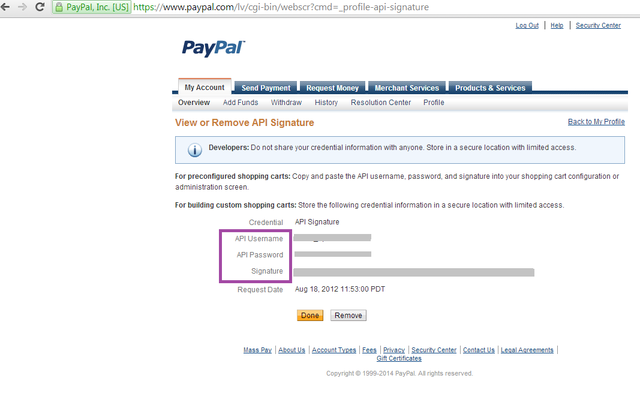 PayPal, Inc. [US] https://www.paypal.com/lv/cgi-bin/webscr?cmd=_profile-api-signature
Log Out Help Security Center
PayPal
My Account Send Payment Request Money Merchant Services Products & Services
Overview Add Funds Withdraw History Resolution Center Profile
View or Remove API Signature Back to My Profile
Developers: Do not share your credential information with anyone. Store in a secure location with limited access.
For preconfigured shopping carts: Copy and paste the API username, password, and signature into your shopping cart configuration or
administration screen.
For building custom shopping carts: Store the following credential information in a secure location with limited access.
Credential API Signature
API Username
API Password
Signature
Request Date Aug 18, 2012 11:53:00 PDT
Done Remove
Mass Pay About Us Account Types Fees Privacy Security Center Contact Us Legal Agreements
Gift Certificates
Copyright © 1999-2014 PayPal. All rights reserved.